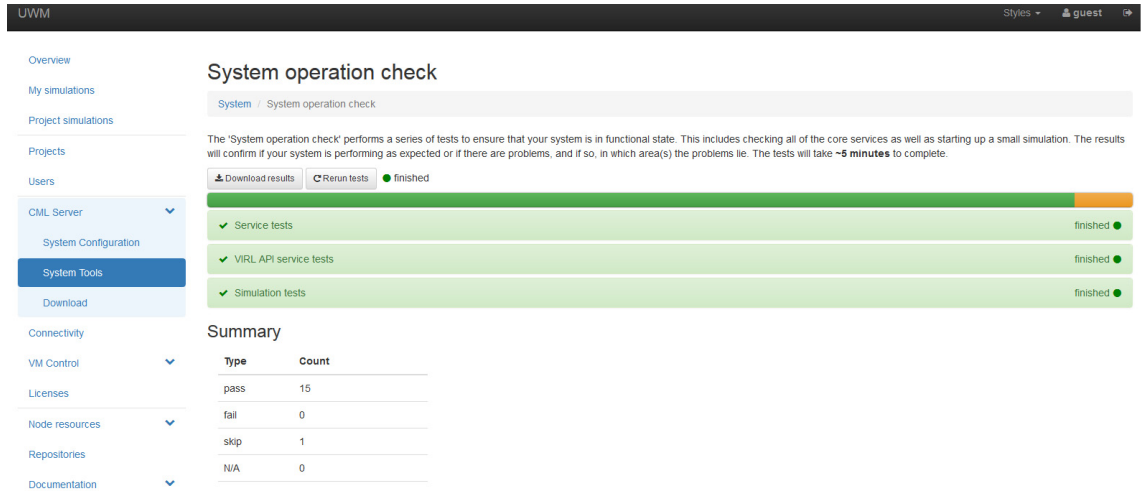 UWM
Styles
guest
Overview
My simulations
Project simulations
Projects
Users
CML Server
System Configuration
System Tools
Download
Connectivity
VM Control
Licenses
Node resources
Repositories
Documentation
System operation check
System / System operation check
The 'System operation check' performs a series of tests to ensure that your system is in functional state. This includes checking all of the core services as well as starting up a small simulation. The results
will confirm if your system is performing as expected or if there are problems, and if so, in which area(s) the problems lie. The tests will take ~5 minutes to complete.
Download results Rerun tests finished
Service tests finished
VIRL API service tests finished
Simulation tests finished
Summary
Type Count
pass 15
fail 0
skip 1
N/A 0